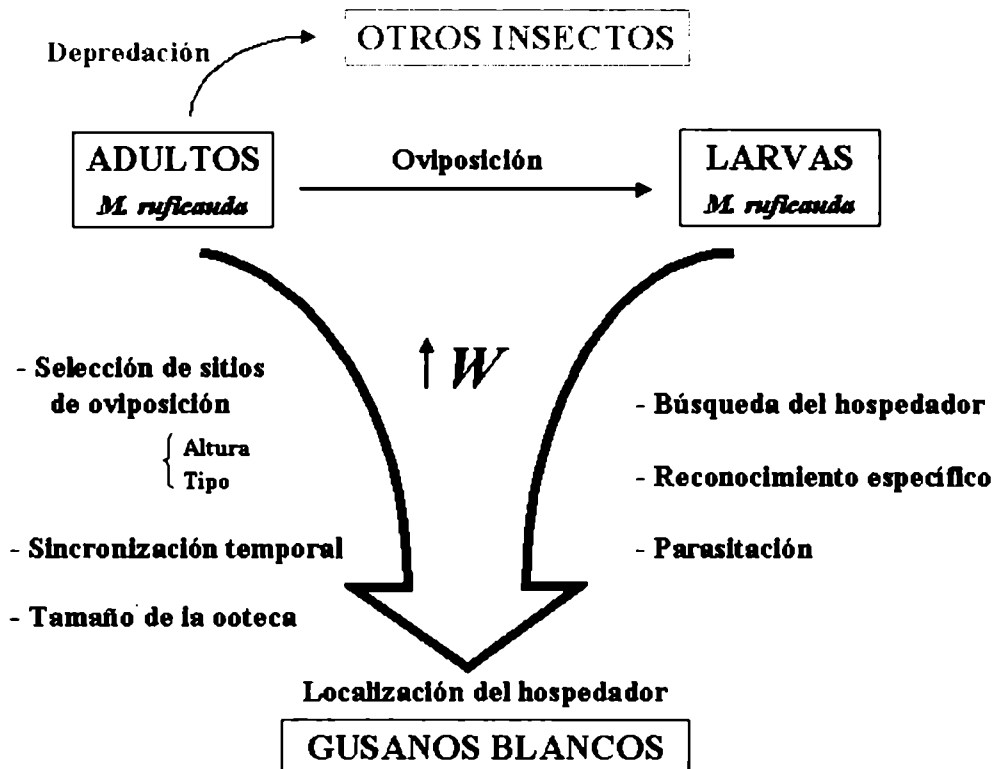 OTROS INSECTOS
Depredación
ADULTOS
M. ruficauda
Oviposición
LARVAS
M. ruficauda
↑ W
- Selección de sitios
de oviposición
Altura
Tipo
- Sincronización temporal
- Tamaño de la ooteca
- Búsqueda del hospedador
- Reconocimiento específico
- Parasitación
Localización del hospedador
GUSANOS BLANCOS